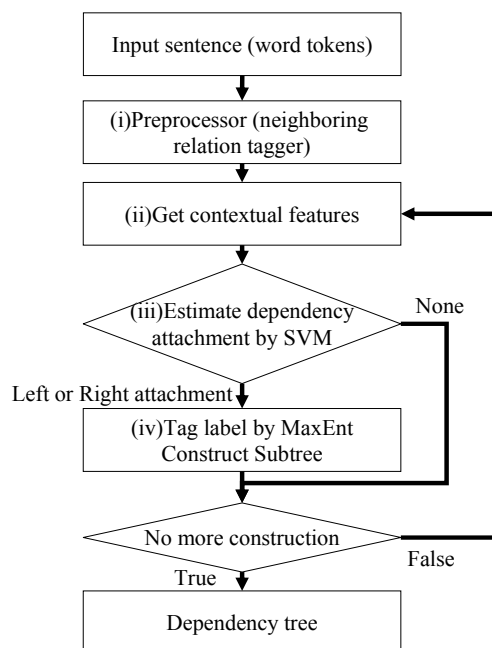 Input sentence (word tokens)
(i)Preprocessor (neighboring
relation tagger)
(ii)Get contextual features
(iii)Estimate dependency
attachment by SVM
None
Left or Right attachment
(iv)Tag label by MaxEnt
Construct Subtree
No more construction
False
True
Dependency tree